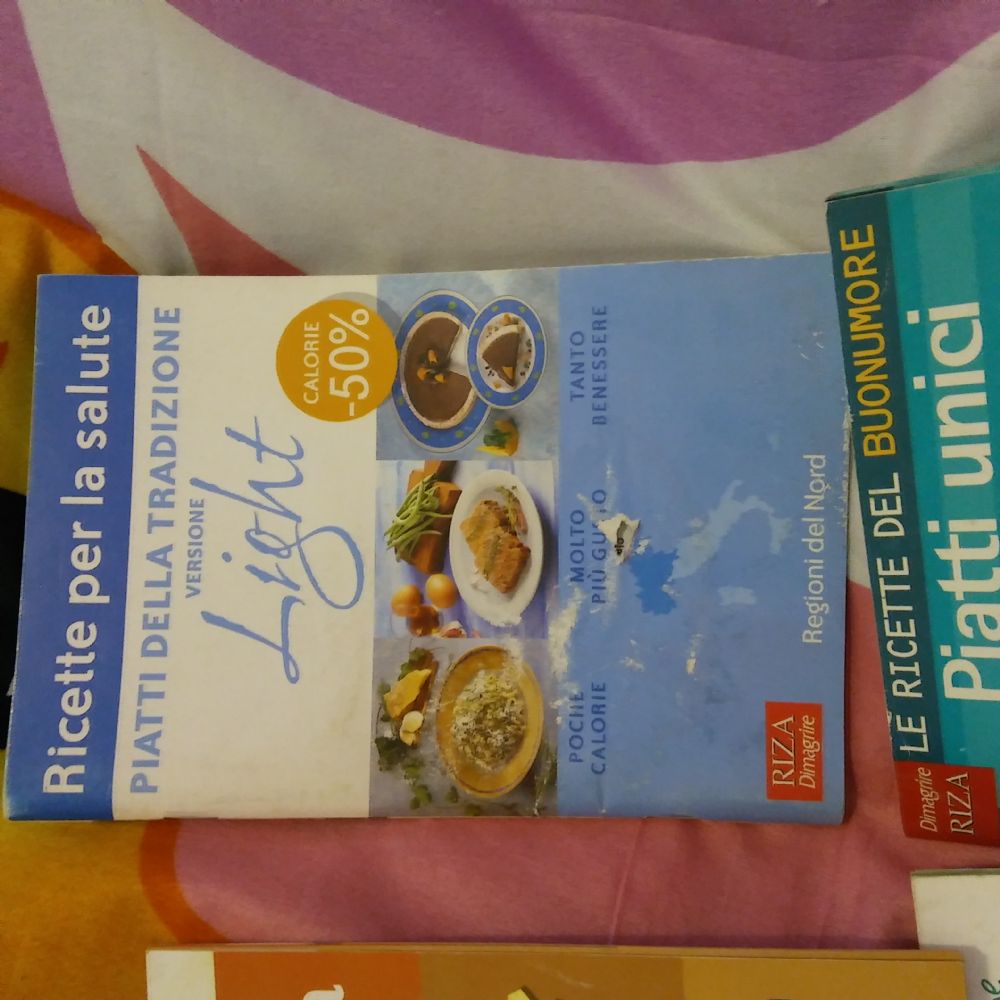 Ricette per la salute
PIATTI DELLA TRADIZIONE
VERSIONE
Light
CALORIE
-50%
POCHE
CALORIE
MOLTO
PIÙ GUSTO
TANTO
BENESSERE
Regioni del Nord
RIZA
Dimagrire
LE RICETTE DEL BUONUMORE
Piatti unici
Dimagrire
RIZA